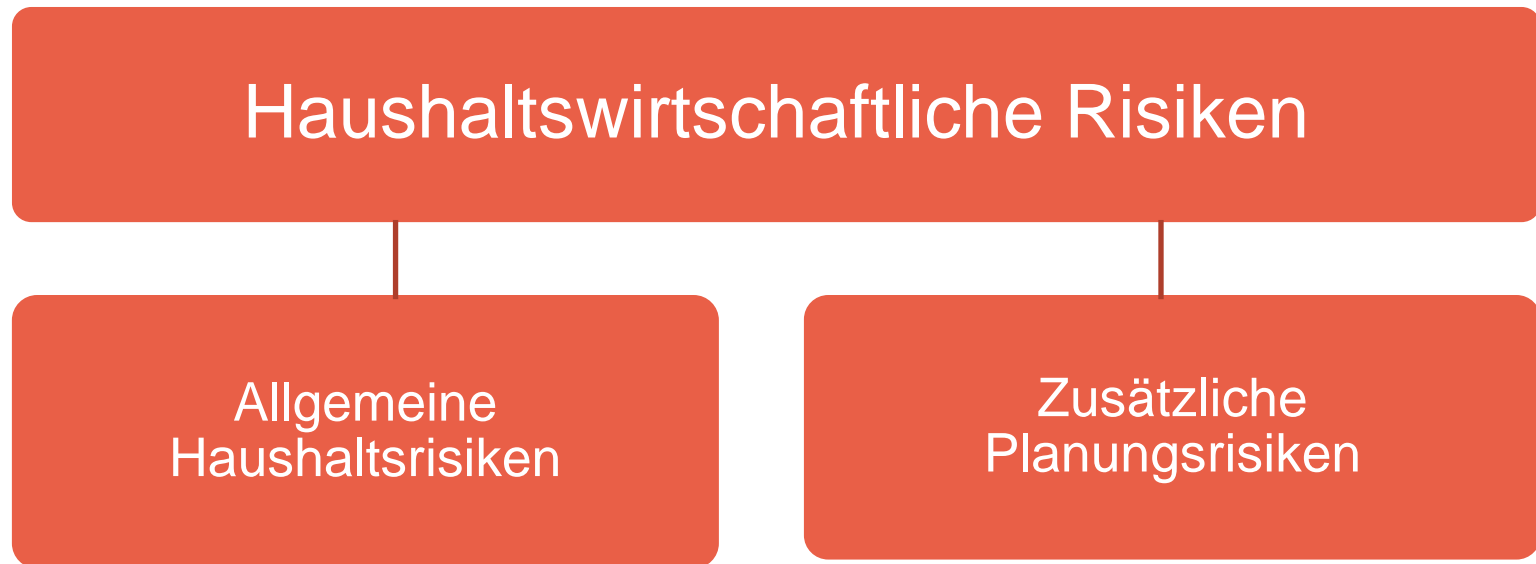 Haushaltswirtschaftliche Risiken
Allgemeine
Haushaltsrisiken
Zusätzliche
Planungsrisiken